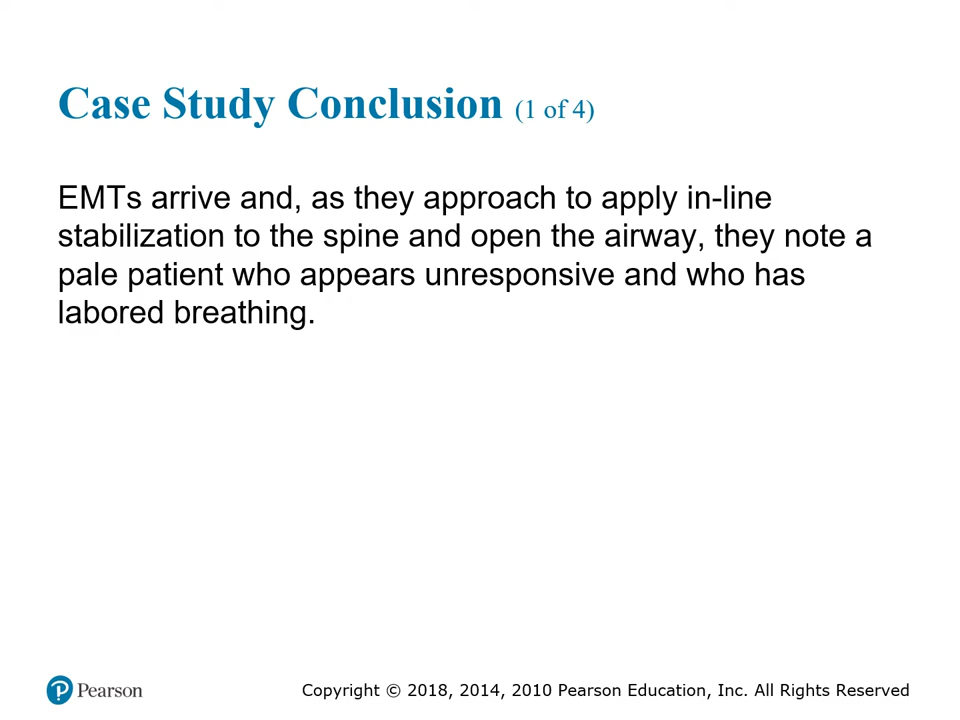 Case Study Conclusion (1 of 4)
EMTs arrive and, as they approach to apply in-line
stabilization to the spine and open the airway, they note a
pale patient who appears unresponsive and who has
labored breathing.
Pearson
Copyright © 2018, 2014, 2010 Pearson Education, Inc. All Rights Reserved